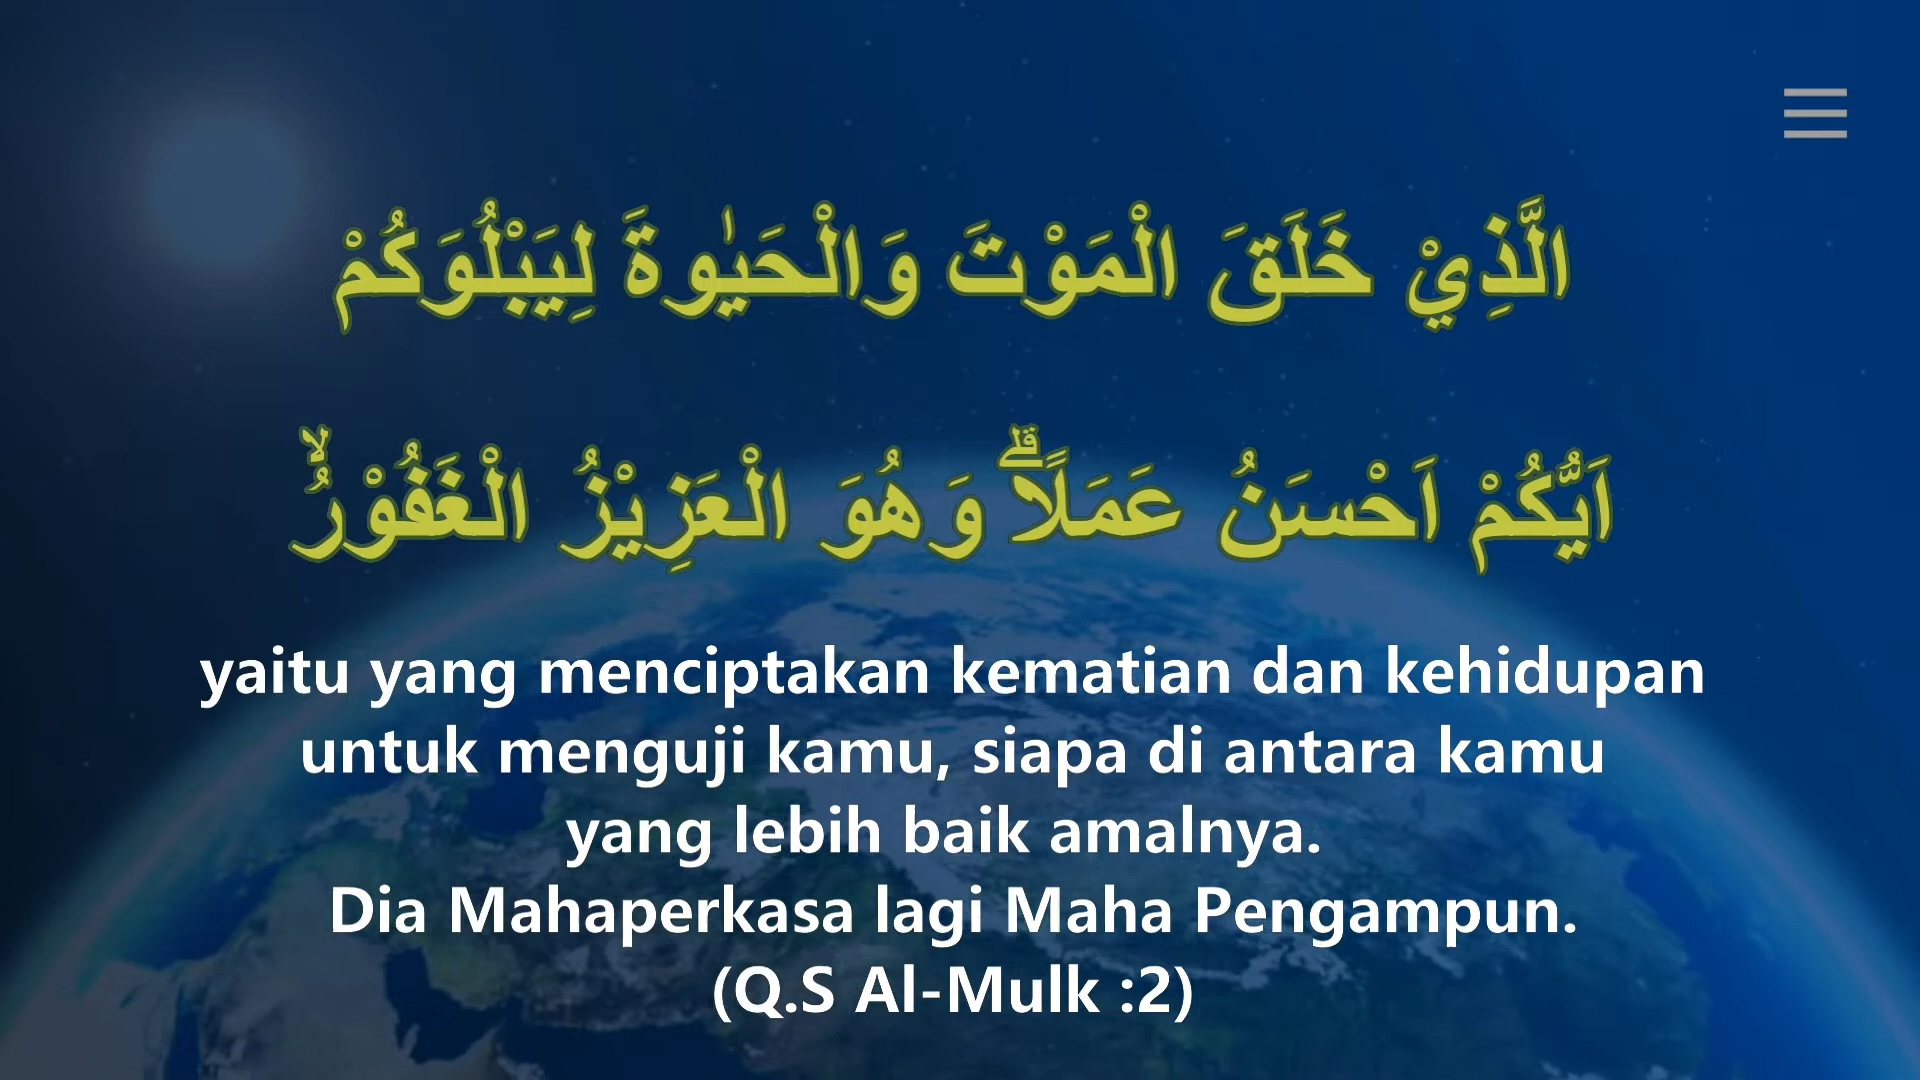 الَّذِيْ خَلَقَ الْمَوْتَ وَالْحَيٰوةَ لِيَبْلُوَكُمْ
اَيُّكُمْ اَحْسَنُ عَمَلًاۗ وَهُوَ الْعَزِيْزُ الْغَفُوْرُۙ
yaitu yang menciptakan kematian dan kehidupan
untuk menguji kamu, siapa di antara kamu
yang lebih baik amalnya.
Dia Mahaperkasa lagi Maha Pengampun.
(Q.S Al-Mulk :2)